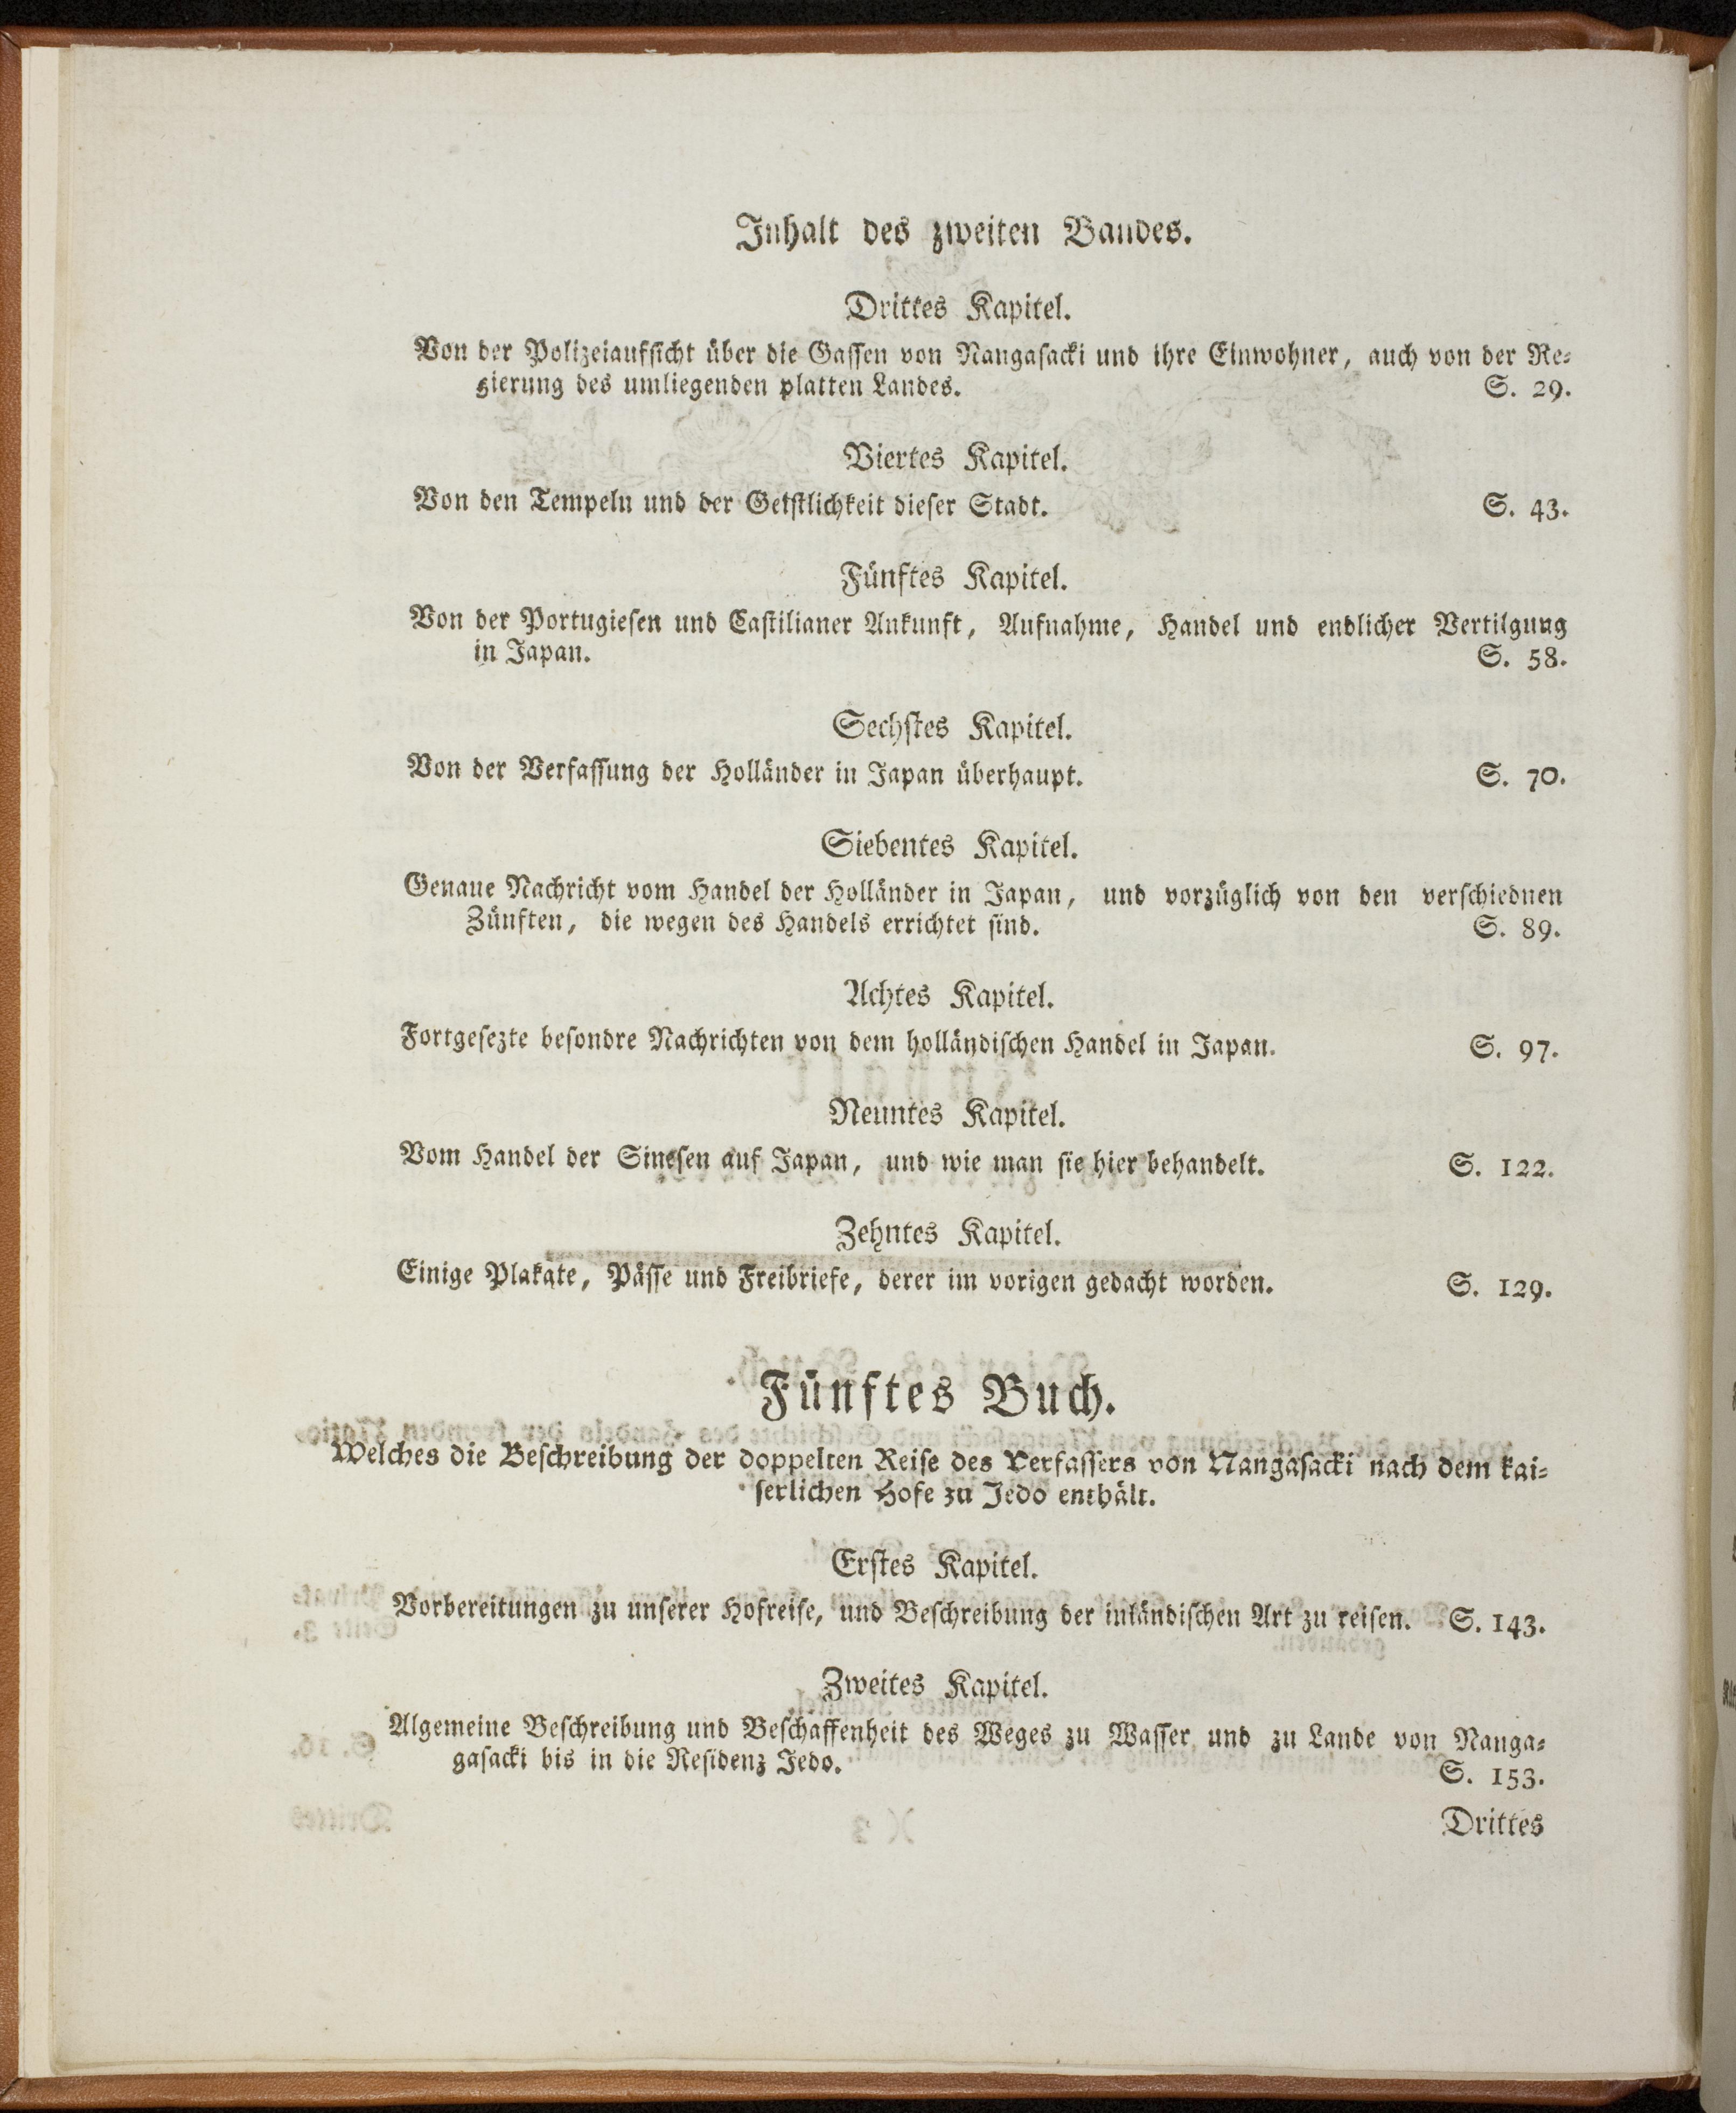 Inhalt des zweiten Bandes.
Drittes Kapitel.
Von der Polizeiaufsicht über die Gassen von Nangasacki und ihre Einwohner, auch von der Re-
gierung des umliegenden platten Landes. S. 29.
Viertes Kapitel.
Von den Tempeln und der Geistlichkeit dieser Stadt. S. 43.
Fünftes Kapitel.
Von der Portugiesen und Castilianer Ankunft, Aufnahme, Handel und endlicher Vertilgung
in Japan. S. 58.
Sechstes Kapitel.
Von der Verfassung der Holländer in Japan überhaupt. S. 70.
Siebentes Kapitel.
Genaue Nachricht vom Handel der Holländer in Japan, und vorzüglich von den verschiednen
Zünften, die wegen des Handels errichtet sind. S. 89.
Achtes Kapitel.
Fortgesezte besondre Nachrichten von dem holländischen Handel in Japan. S. 97.
Neuntes Kapitel.
Vom Handel der Sinesen auf Japan, und wie man sie hier behandelt. S. 122.
Zehntes Kapitel.
Einige Plakate, Pässe und Freibriefe, derer im vorigen gedacht worden. S. 129.
Fünftes Buch.
Welches die Beschreibung der doppelten Reise des Verfassers von Nangasacki nach dem kai-
serlichen Hofe zu Jedo enthält.
Erstes Kapitel.
Vorbereitungen zu unserer Hofreise, und Beschreibung der inländischen Art zu reisen. S. 143.
Zweites Kapitel.
Algemeine Beschreibung und Beschaffenheit des Weges zu Wasser und zu Lande von Nanga-
gasacki bis in die Residenz Jedo. S. 153.
Drittes